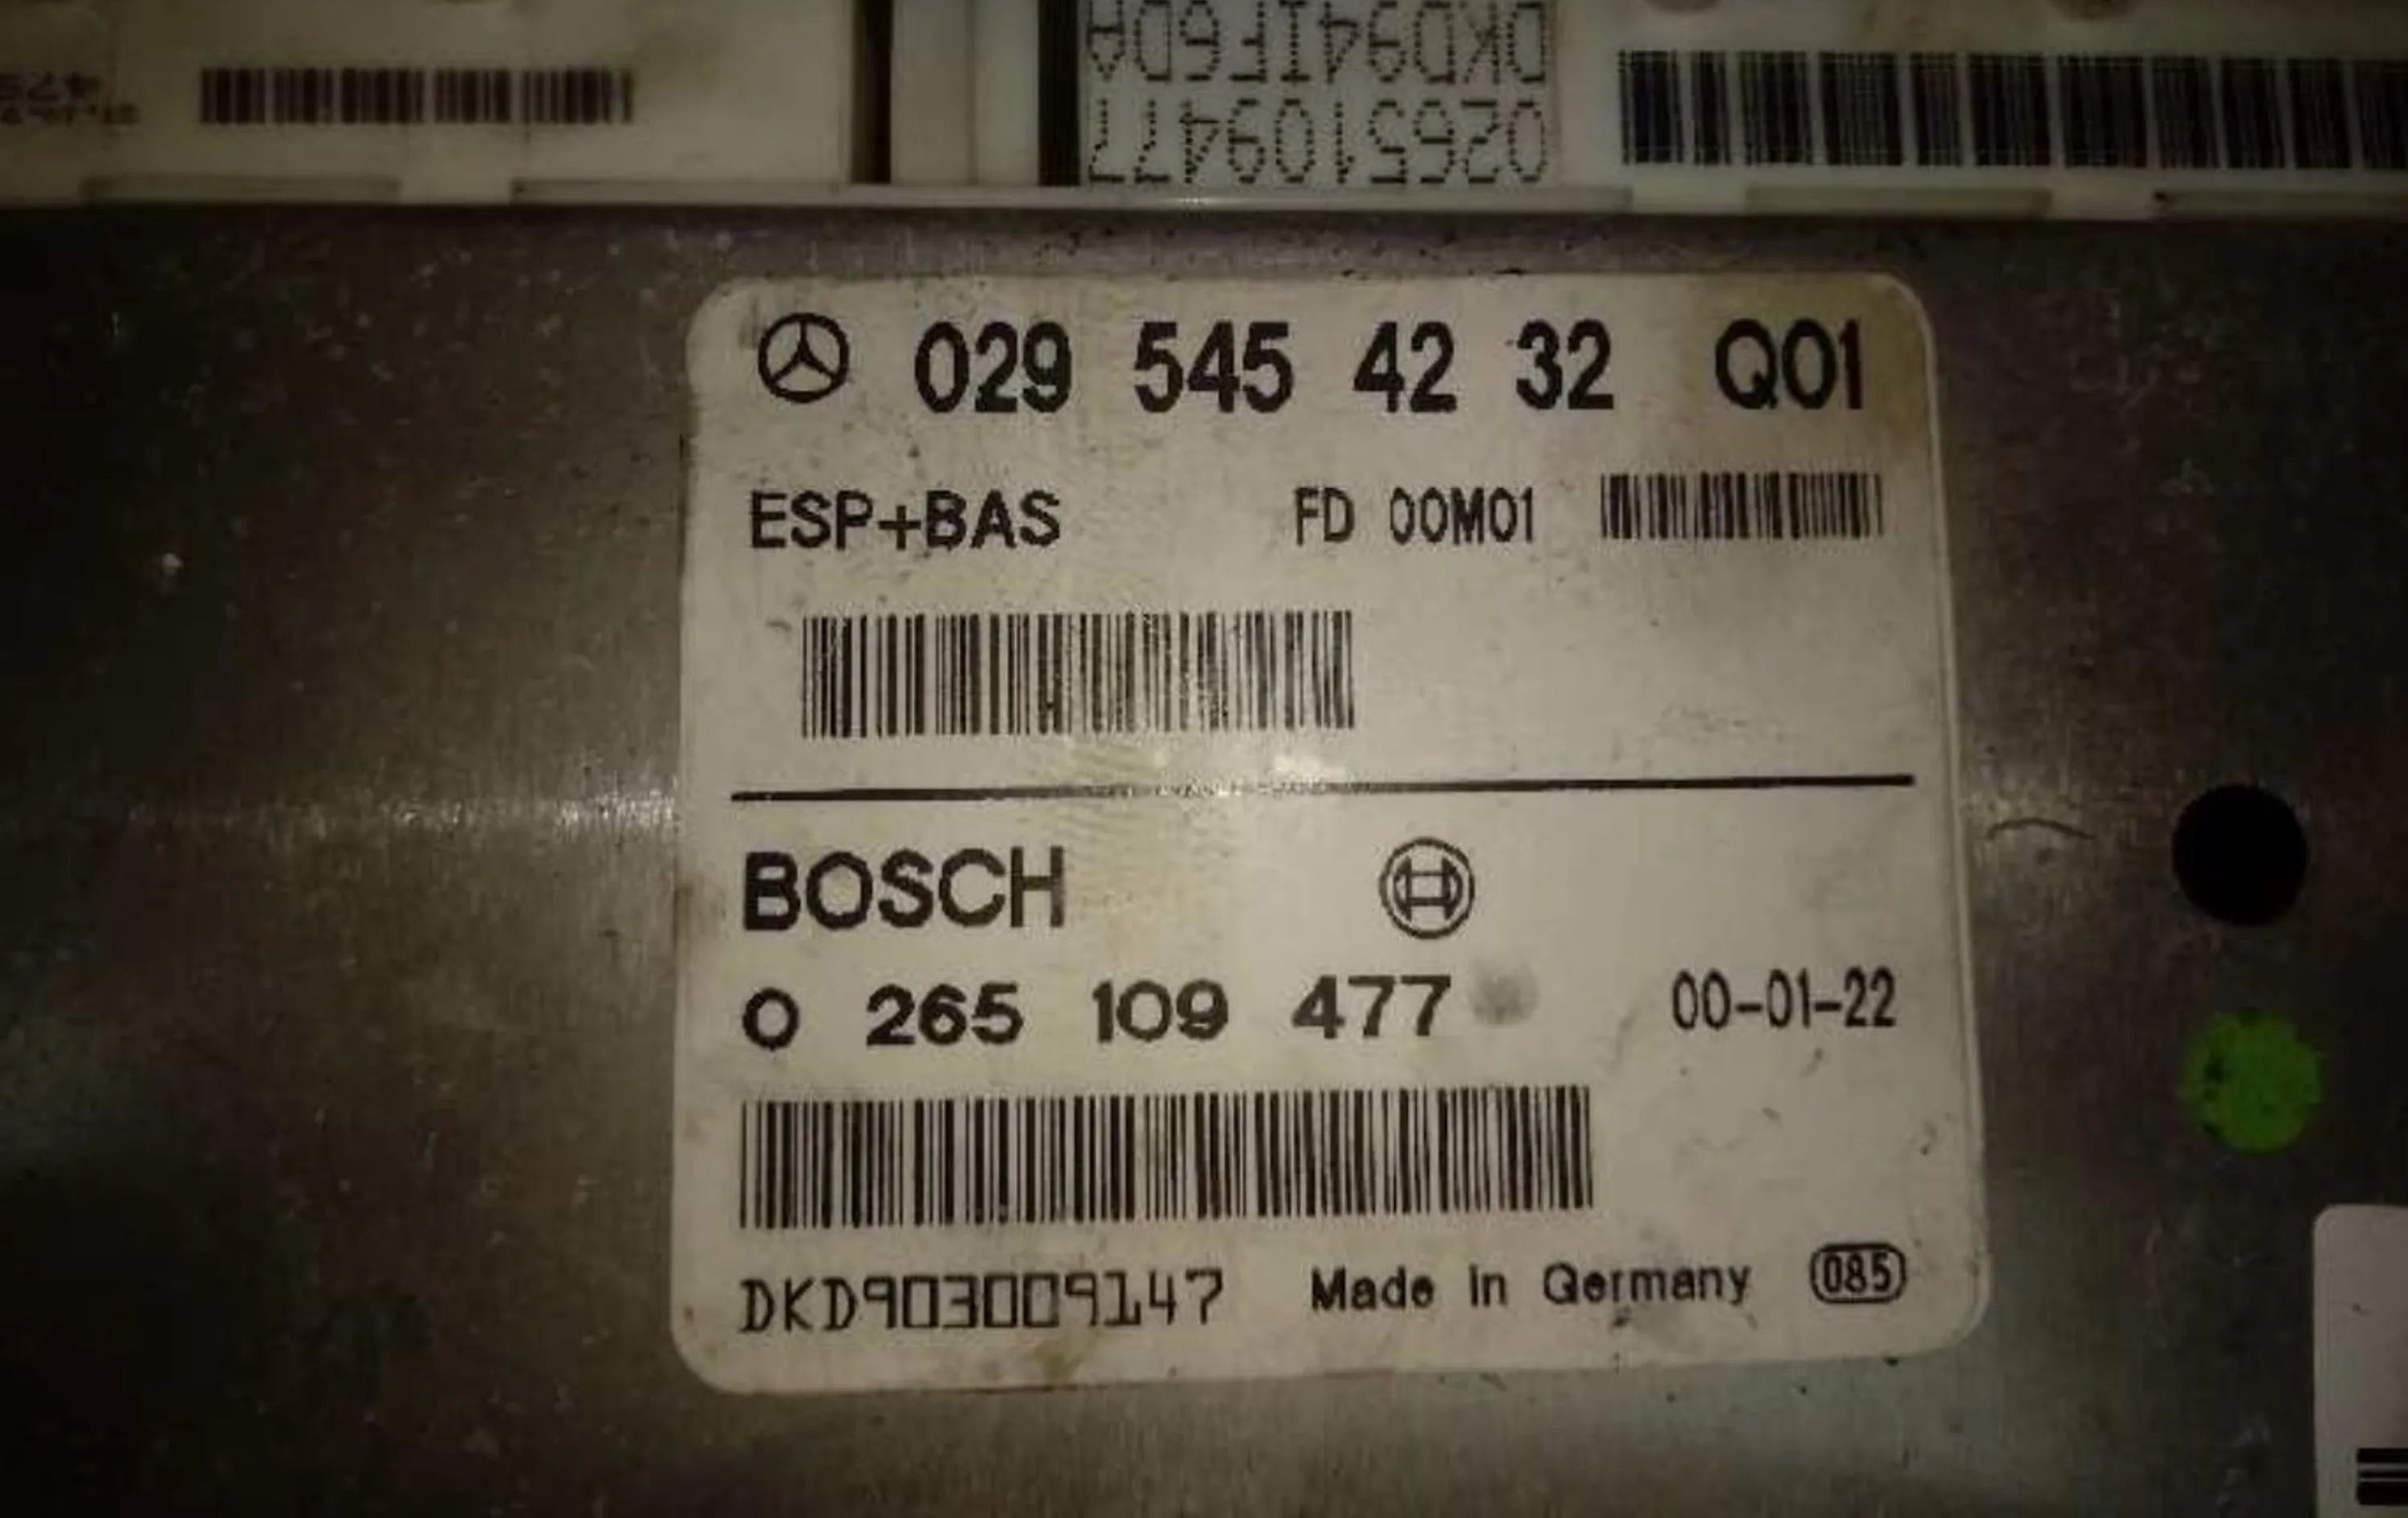 DKD94IF6DA
0265109477
029 545 42 32 Q01
ESP+BAS FD 00M01
BOSCH
0 265 109 477 00-01-22
DKD903009147 Made in Germany 085